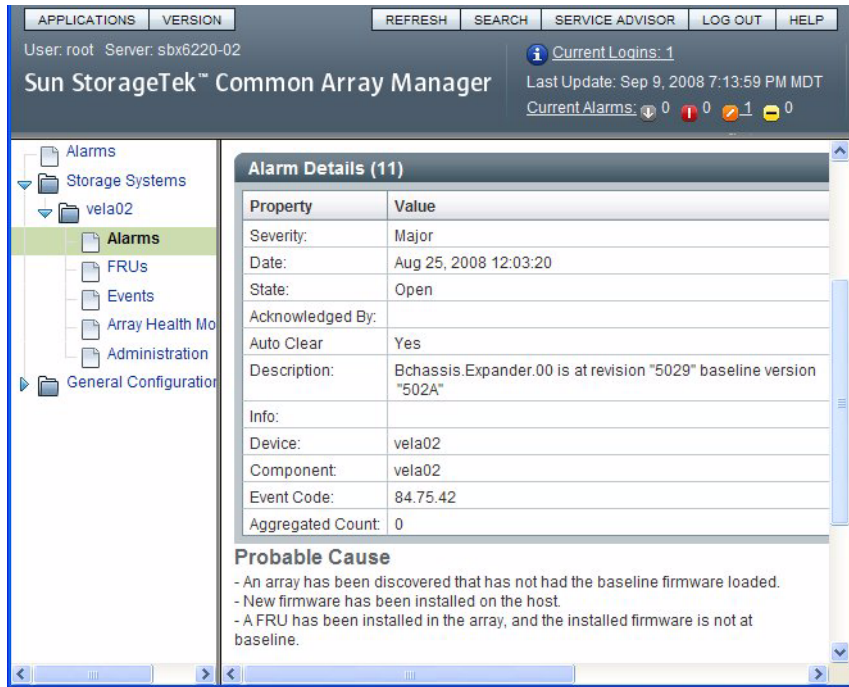 APPLICATIONS VERSION REFRESH SEARCH SERVICE ADVISOR LOG OUT HELP
User: root Server: sbx6220-02
Current Logins: 1
Sun StorageTek™ Common Array Manager
Last Update: Sep 9, 2008 7:13:59 PM MDT
Current Alarms: 0 0 1 0
Alarms
Storage Systems
vela02
Alarms
FRUs
Events
Array Health Mo
Administration
General Configuration
Alarm Details (11)
Property Value
Severity: Major
Date: Aug 25, 2008 12:03:20
State: Open
Acknowledged By:
Auto Clear Yes
Description: Bchassis.Expander.00 is at revision "5029" baseline version
"502A"
Info:
Device: vela02
Component: vela02
Event Code: 84.75.42
Aggregated Count: 0
Probable Cause
- An array has been discovered that has not had the baseline firmware loaded.
- New firmware has been installed on the host.
- A FRU has been installed in the array, and the installed firmware is not at
baseline.